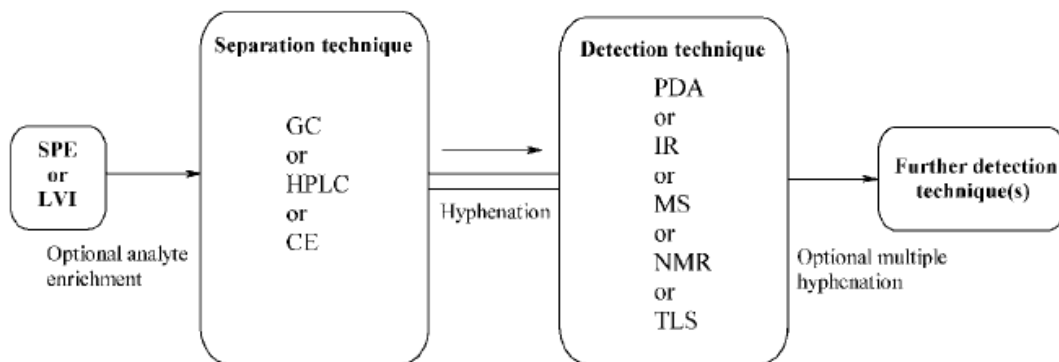 SPE
or
LVI
Optional analyte
enrichment
Separation technique
GC
or
HPLC
or
CE
Hyphenation
Detection technique
PDA
or
IR
or
MS
or
NMR
or
TLS
Optional multiple
hyphenation
Further detection
technique(s)